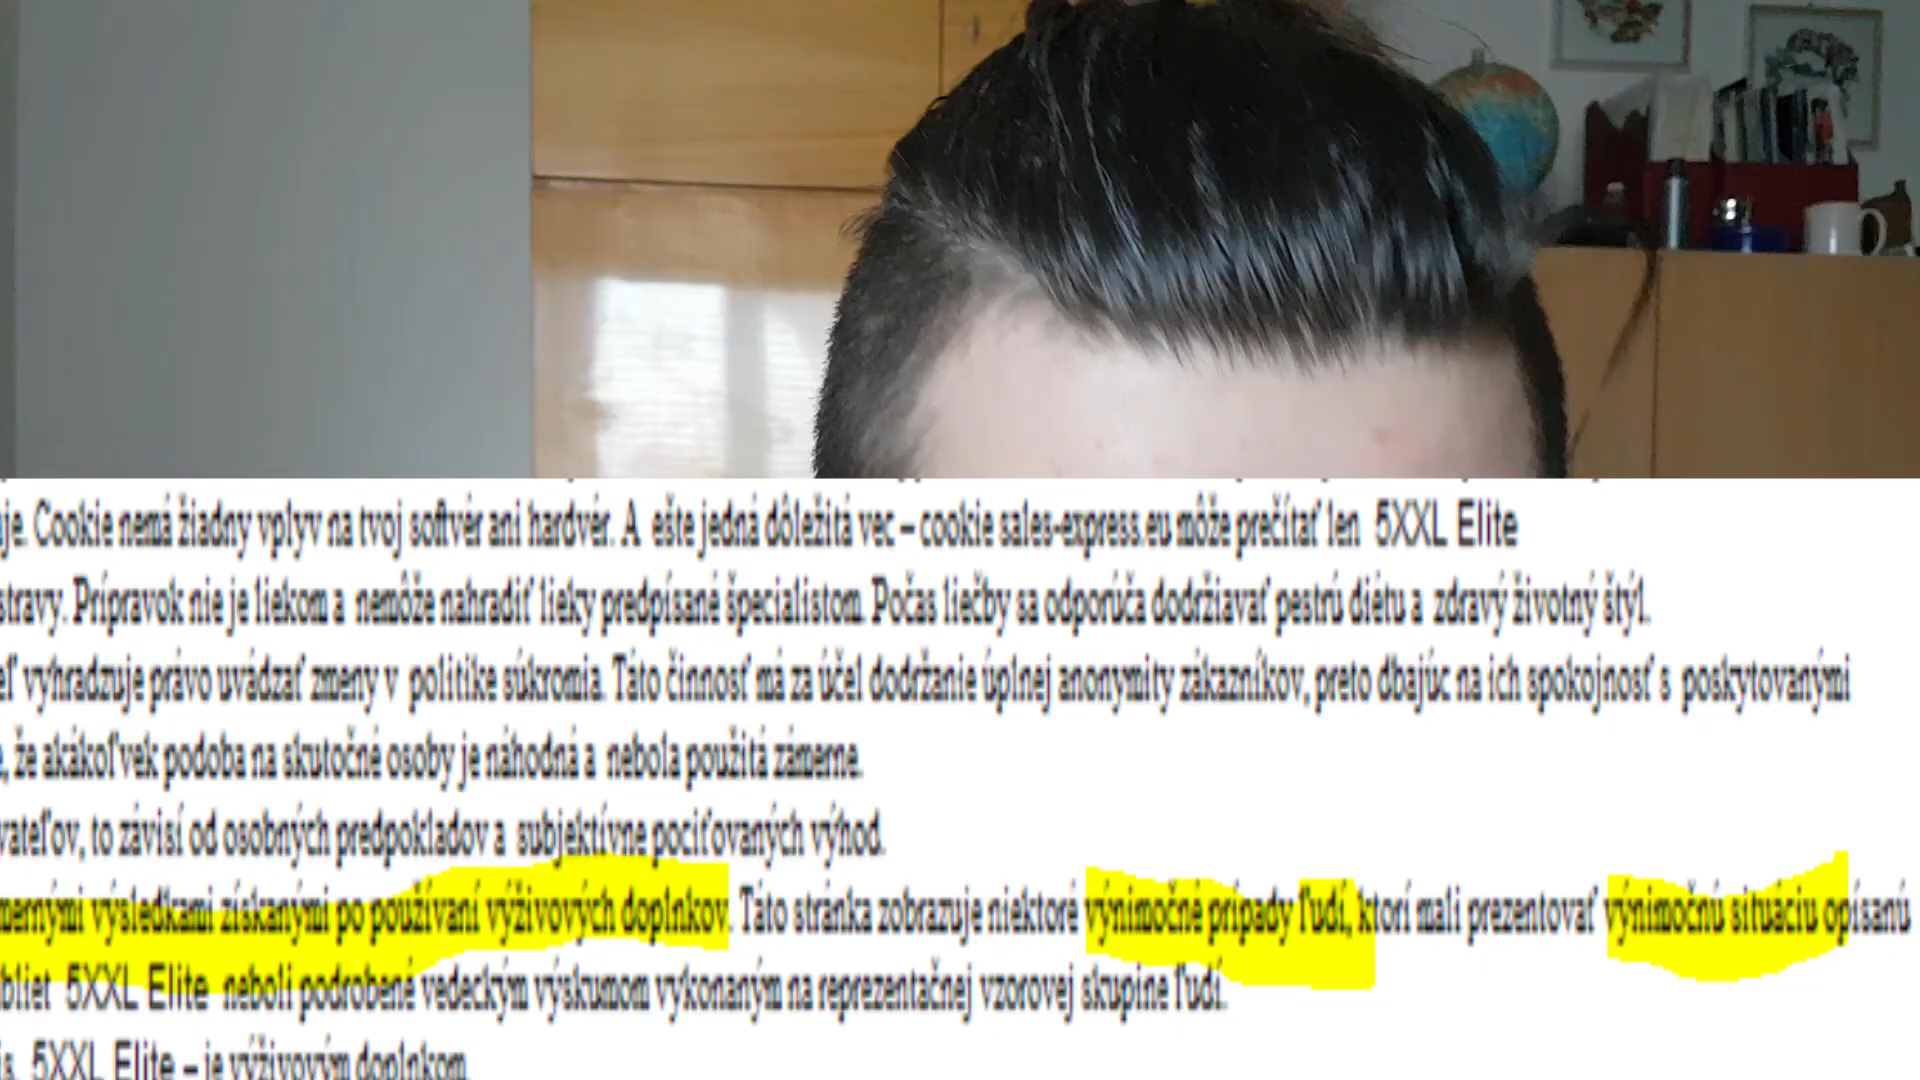 je. Cookie nemá žiadny vplyv na tvoj softvér ani hardvér. A ešte jedná dôležitá vec – cookie sales-express.eu môže prečítať len 5XXL Elite
stravy. Prípravok nie je liekom a nemôže nahradiť lieky predpísané špecialistom. Počas liečby sa odporúča dodržiavať pestrú diétu a zdravý životný štýl.
eľ vyhradzuje právo uvádzať zmeny v politike súkromia. Táto činnosť má za účel dodržanie úplnej anonymity zákazníkov, preto dbajúc na ich spokojnosť s poskytovanými
, že akákoľvek podoba na skutočné osoby je náhodná a nebola použitá zámerne.
vateľov, to závisí od osobných predpokladov a subjektívne pociťovaných výhod.
mernými výsledkami získanými po používaní výživových doplnkov. Táto stránka zobrazuje niektoré výnimočné prípady ľudí, ktorí mali prezentovať výnimočnú situáciu opísanú
bliet 5XXL Elite neboli podrobené vedeckým výskumom vykonaným na reprezentačnej vzorovej skupine ľudí.
is. 5XXL Elite – je výživovým doplnkom